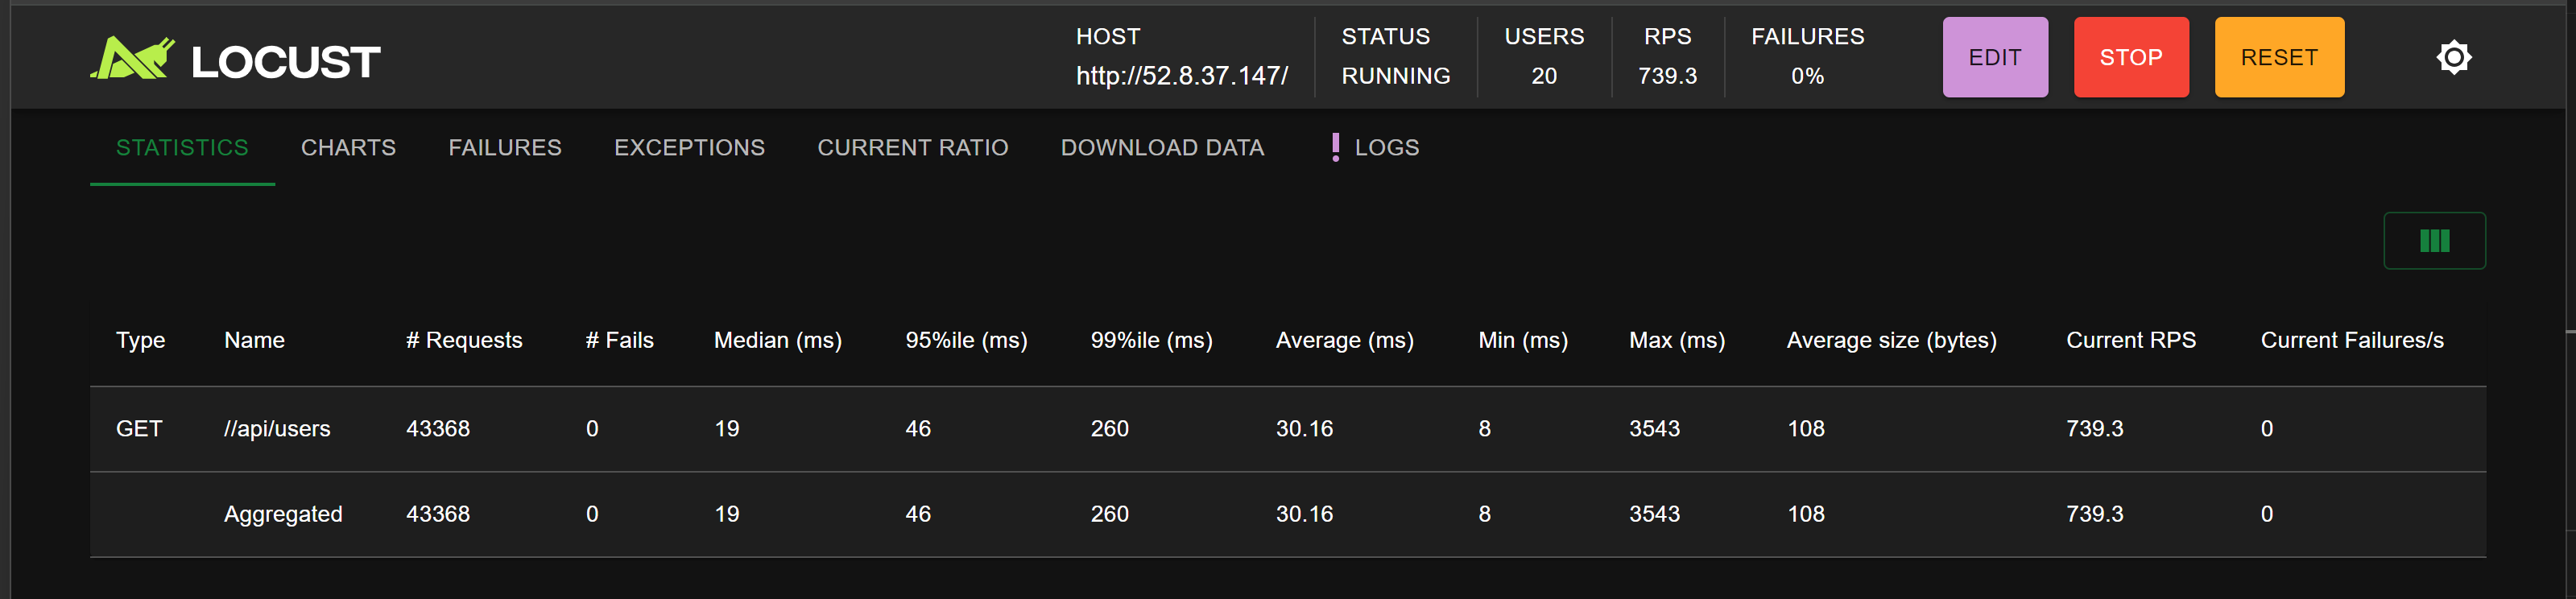 LOCUST
HOST
http://52.8.37.147/
STATUS
RUNNING
USERS
20
RPS
739.3
FAILURES
0%
EDIT
STOP
RESET
STATISTICS CHARTS FAILURES EXCEPTIONS CURRENT RATIO DOWNLOAD DATA ! LOGS
Type Name # Requests # Fails Median (ms) 95%ile (ms) 99%ile (ms) Average (ms) Min (ms) Max (ms) Average size (bytes) Current RPS Current Failures/s
GET //api/users 43368 0 19 46 260 30.16 8 3543 108 739.3 0
Aggregated 43368 0 19 46 260 30.16 8 3543 108 739.3 0